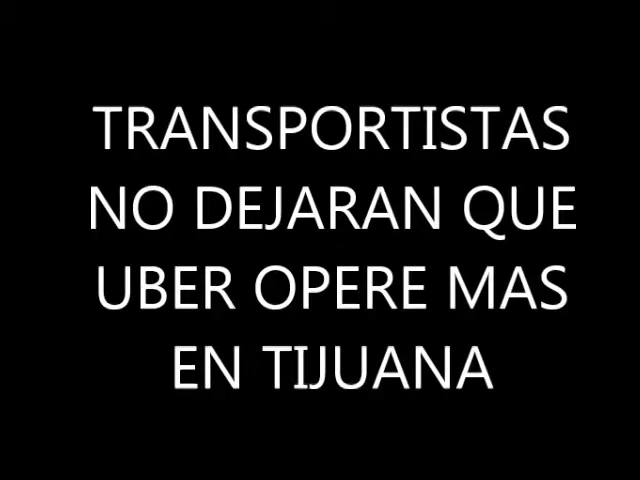 TRANSPORTISTAS
NO DEJARAN QUE
UBER OPERE MAS
EN TIJUANA